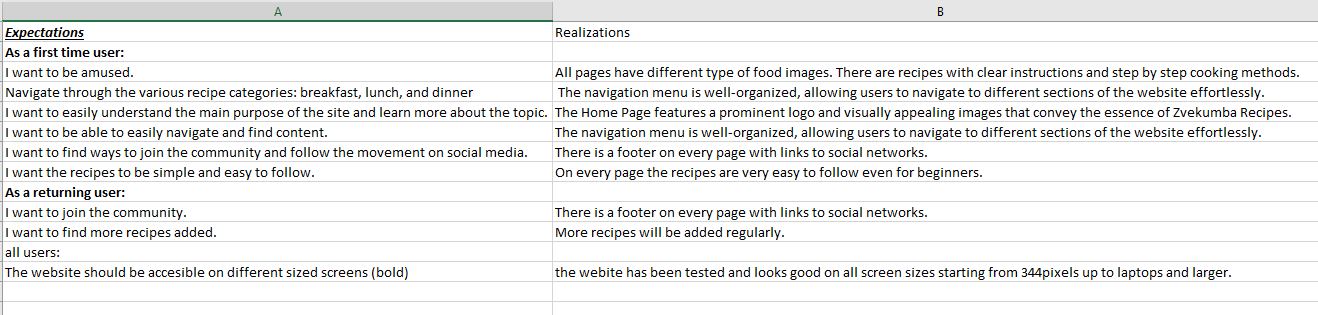 A B
Expectations Realizations
As a first time user:
I want to be amused. All pages have different type of food images. There are recipes with clear instructions and step by step cooking methods.
Navigate through the various recipe categories: breakfast, lunch, and dinner The navigation menu is well-organized, allowing users to navigate to different sections of the website effortlessly.
I want to easily understand the main purpose of the site and learn more about the topic. The Home Page features a prominent logo and visually appealing images that convey the essence of Zvekumba Recipes.
I want to be able to easily navigate and find content. The navigation menu is well-organized, allowing users to navigate to different sections of the website effortlessly.
I want to find ways to join the community and follow the movement on social media. There is a footer on every page with links to social networks.
I want the recipes to be simple and easy to follow. On every page the recipes are very easy to follow even for beginners.
As a returning user:
I want to join the community. There is a footer on every page with links to social networks.
I want to find more recipes added. More recipes will be added regularly.
all users:
The website should be accesible on different sized screens (bold) the webite has been tested and looks good on all screen sizes starting from 344pixels up to laptops and larger.